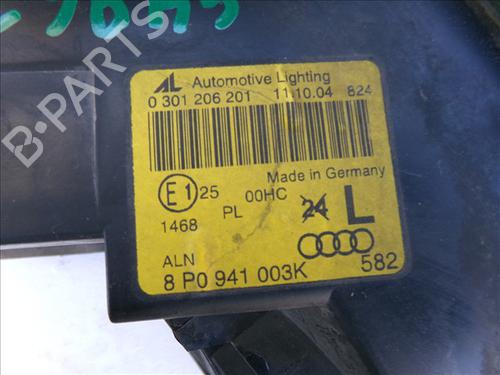 AL Automotive Lighting
0 301 206 201 11.10.04 824
Made in Germany
E1 25 00HC 24 L
1468 PL
ALN 582
8 P0 941 003K
B-PARTS